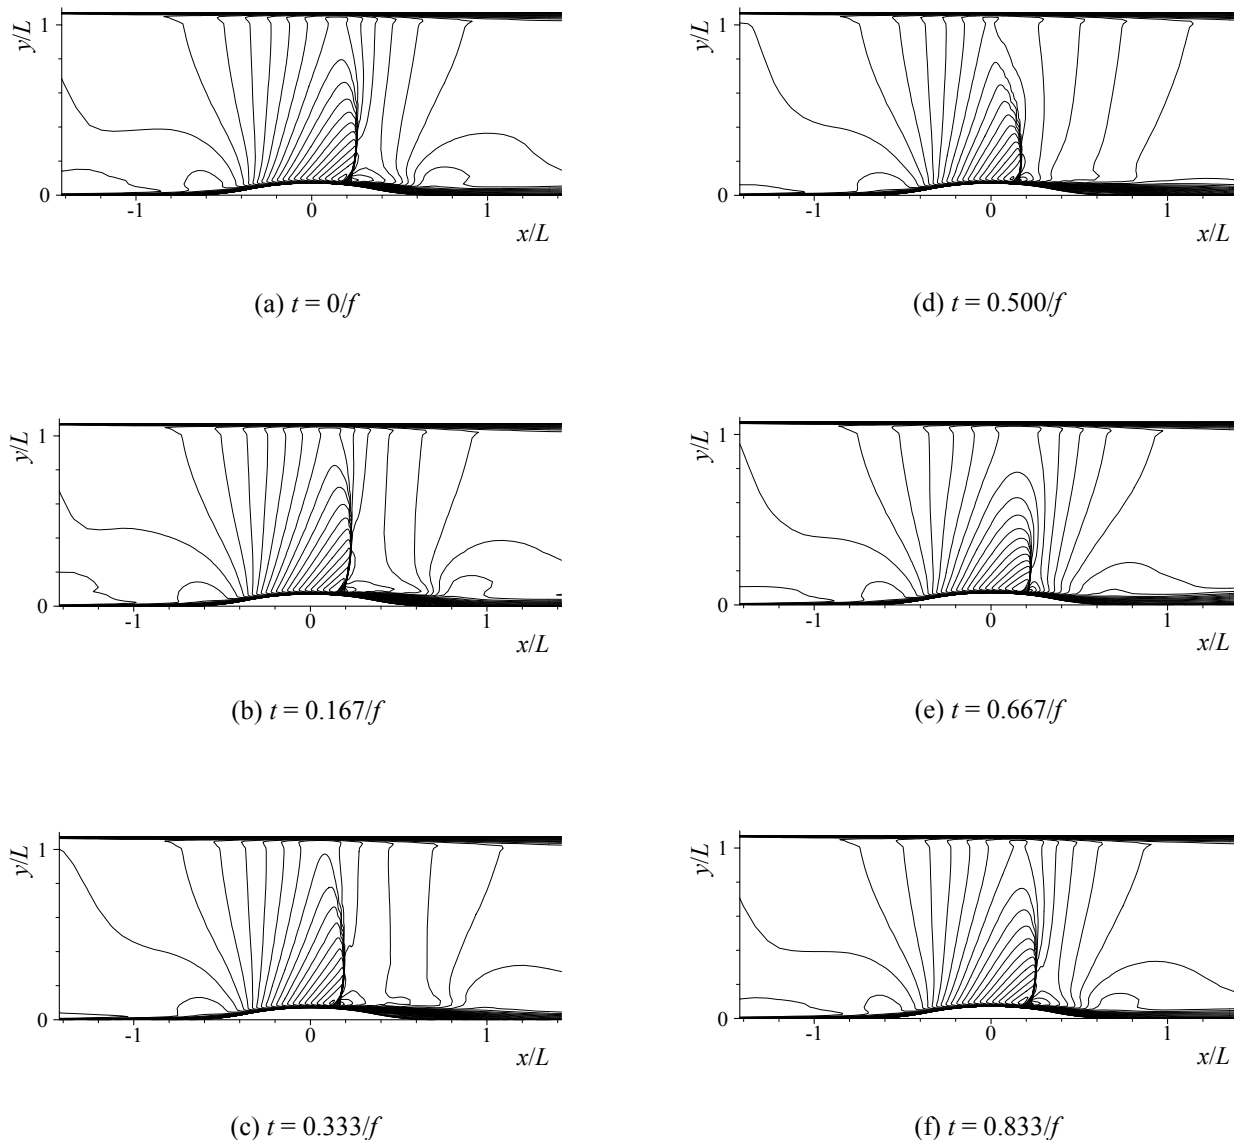 y/L
1
0
-1
0
1
x/L
(a) t = 0/f
y/L
1
0
-1
0
1
x/L
(d) t = 0.500/f
y/L
1
0
-1
0
1
x/L
(b) t = 0.167/f
y/L
1
0
-1
0
1
x/L
(e) t = 0.667/f
y/L
1
0
-1
0
1
x/L
(c) t = 0.333/f
y/L
1
0
-1
0
1
x/L
(f) t = 0.833/f